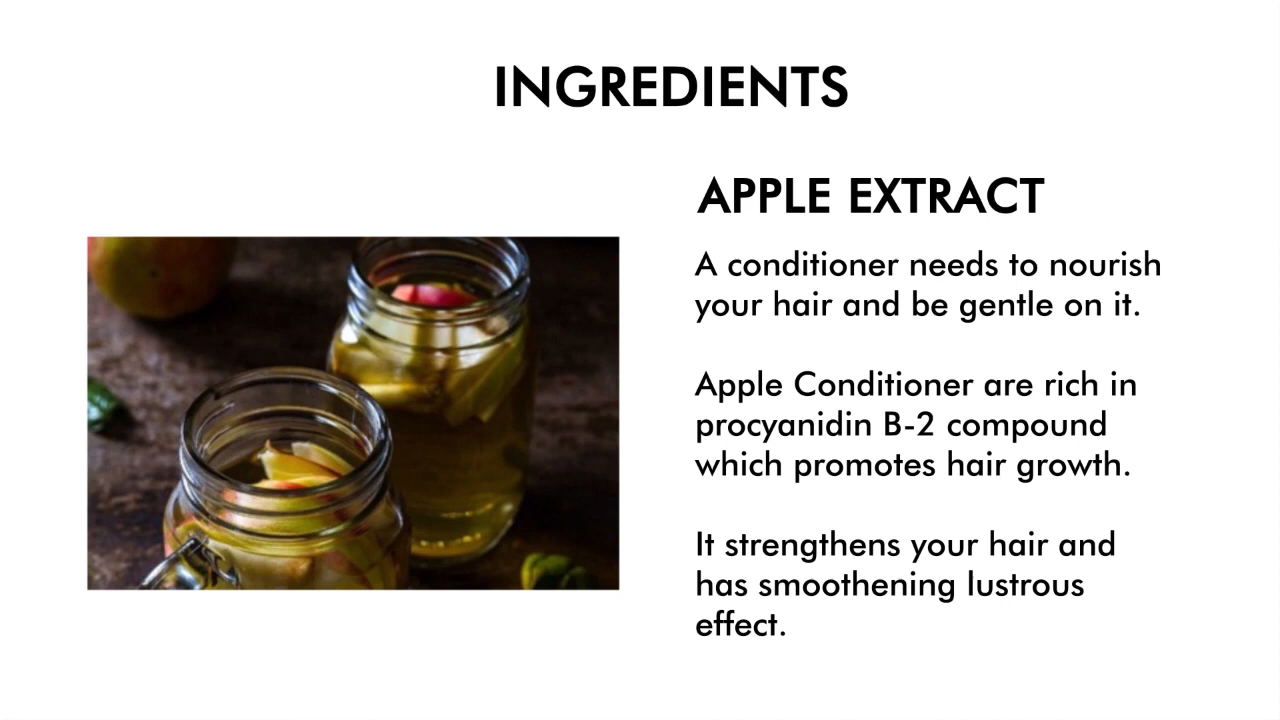 INGREDIENTS
APPLE EXTRACT
A conditioner needs to nourish
your hair and be gentle on it.
Apple Conditioner are rich in
procyanidin B-2 compound
which promotes hair growth.
It strengthens your hair and
has smoothening lustrous
effect.